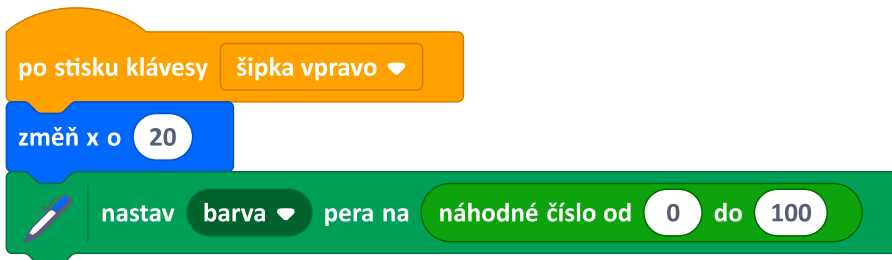 po stisku klávesy šipka vpravo
změň x o 20
nastav barva pera na náhodné číslo od 0 do 100